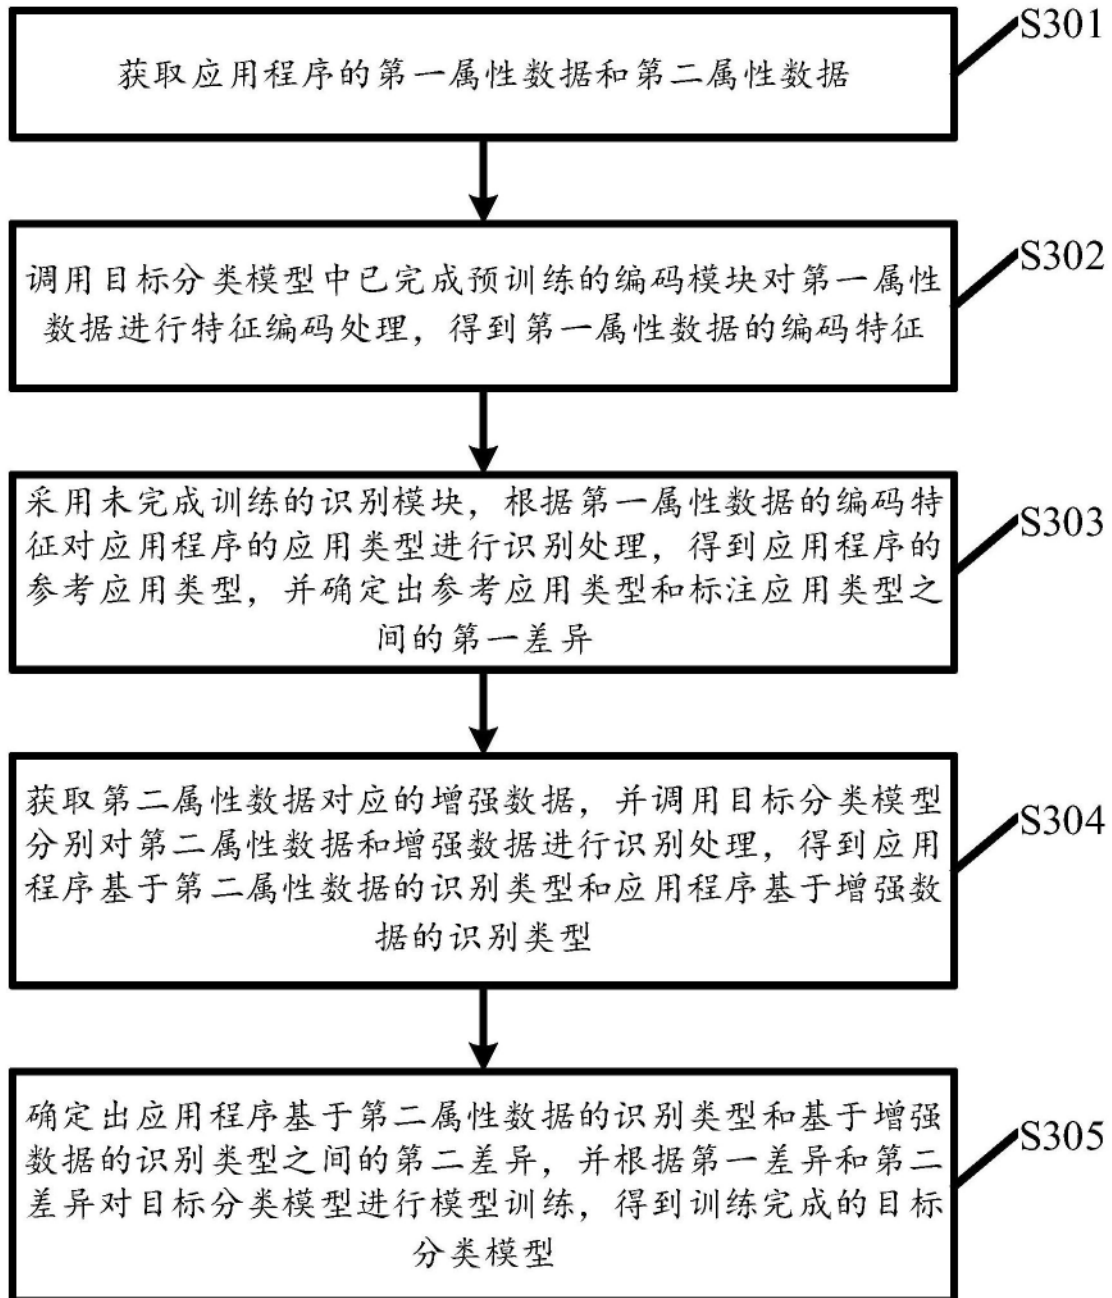 S301
获取应用程序的第一属性数据和第二属性数据
S302
调用目标分类模型中已完成预训练的编码模块对第一属性
数据进行特征编码处理，得到第一属性数据的编码特征
S303
采用未完成训练的识别模块，根据第一属性数据的编码特
征对应用程序的应用类型进行识别处理，得到应用程序的
参考应用类型，并确定出参考应用类型和标注应用类型之
间的第一差异
S304
获取第二属性数据对应的增强数据，并调用目标分类模型
分别对第二属性数据和增强数据进行识别处理，得到应用
程序基于第二属性数据的识别类型和应用程序基于增强数
据的识别类型
S305
确定出应用程序基于第二属性数据的识别类型和基于增强
数据的识别类型之间的第二差异，并根据第一差异和第二
差异对目标分类模型进行模型训练，得到训练完成的目标
分类模型